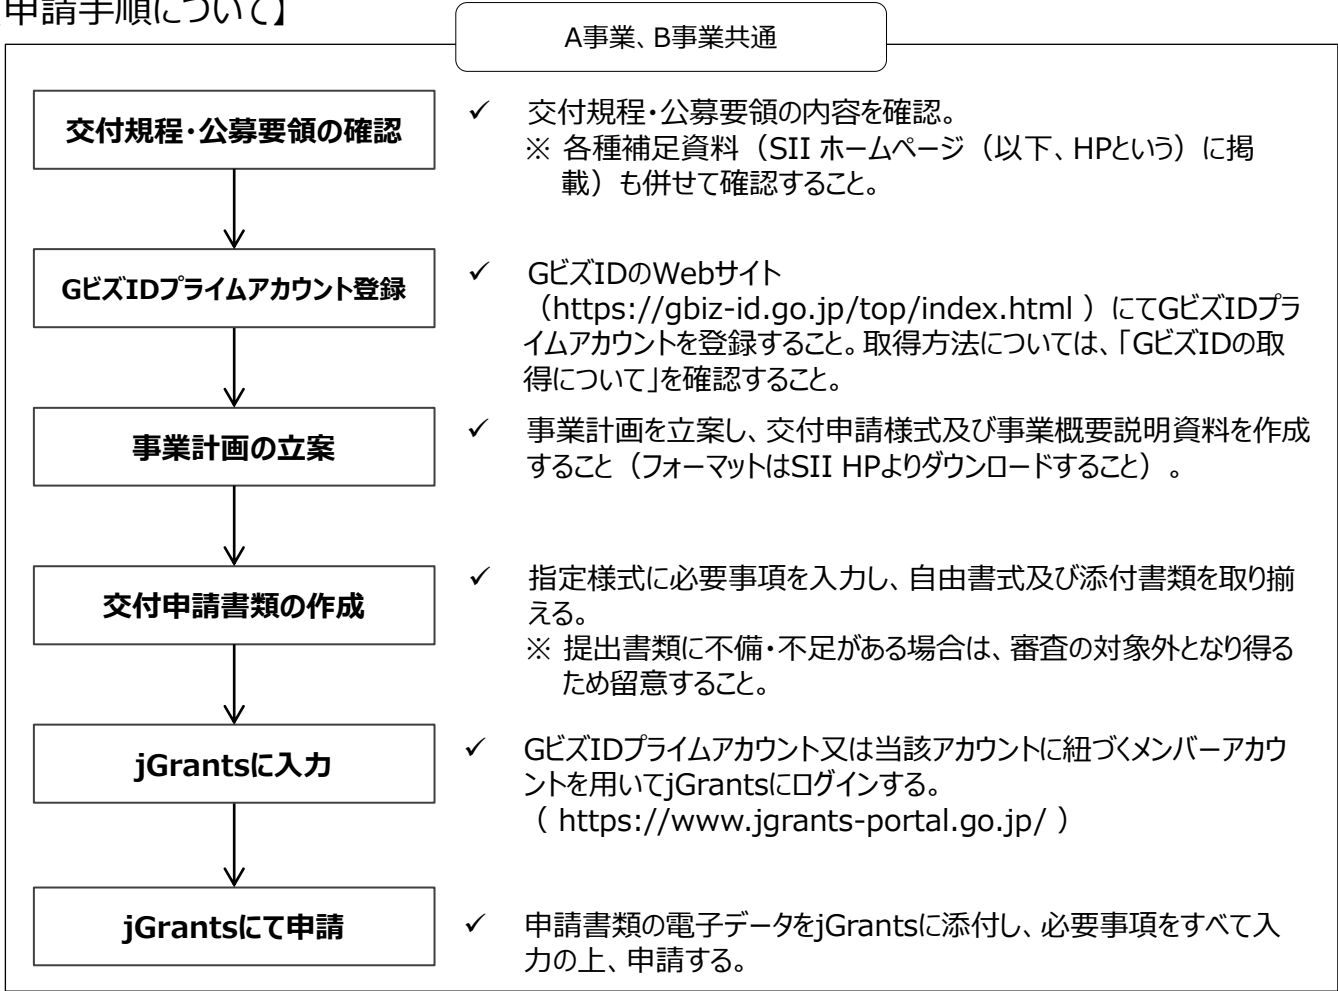 申請手順について】
A事業、B事業共通
交付規程・公募要領の確認
✓ 交付規程・公募要領の内容を確認。
※ 各種補足資料（SII ホームページ（以下、HPという）に掲
載）も併せて確認すること。
GビズIDプライムアカウント登録
✓ GビズIDのWebサイト
（https://gbiz-id.go.jp/top/index.html ）にてGビズIDプラ
イムアカウントを登録すること。取得方法については、「GビズIDの取
得について」を確認すること。
事業計画の立案
✓ 事業計画を立案し、交付申請様式及び事業概要説明資料を作成
すること（フォーマットはSII HPよりダウンロードすること）。
交付申請書類の作成
✓ 指定様式に必要事項を入力し、自由書式及び添付書類を取り揃
える。
※ 提出書類に不備・不足がある場合は、審査の対象外となり得る
ため留意すること。
jGrantsに入力
✓ GビズIDプライムアカウント又は当該アカウントに紐づくメンバーアカウ
ントを用いてjGrantsにログインする。
（ https://www.jgrants-portal.go.jp/ ）
jGrantsにて申請
✓ 申請書類の電子データをjGrantsに添付し、必要事項をすべて入
力の上、申請する。